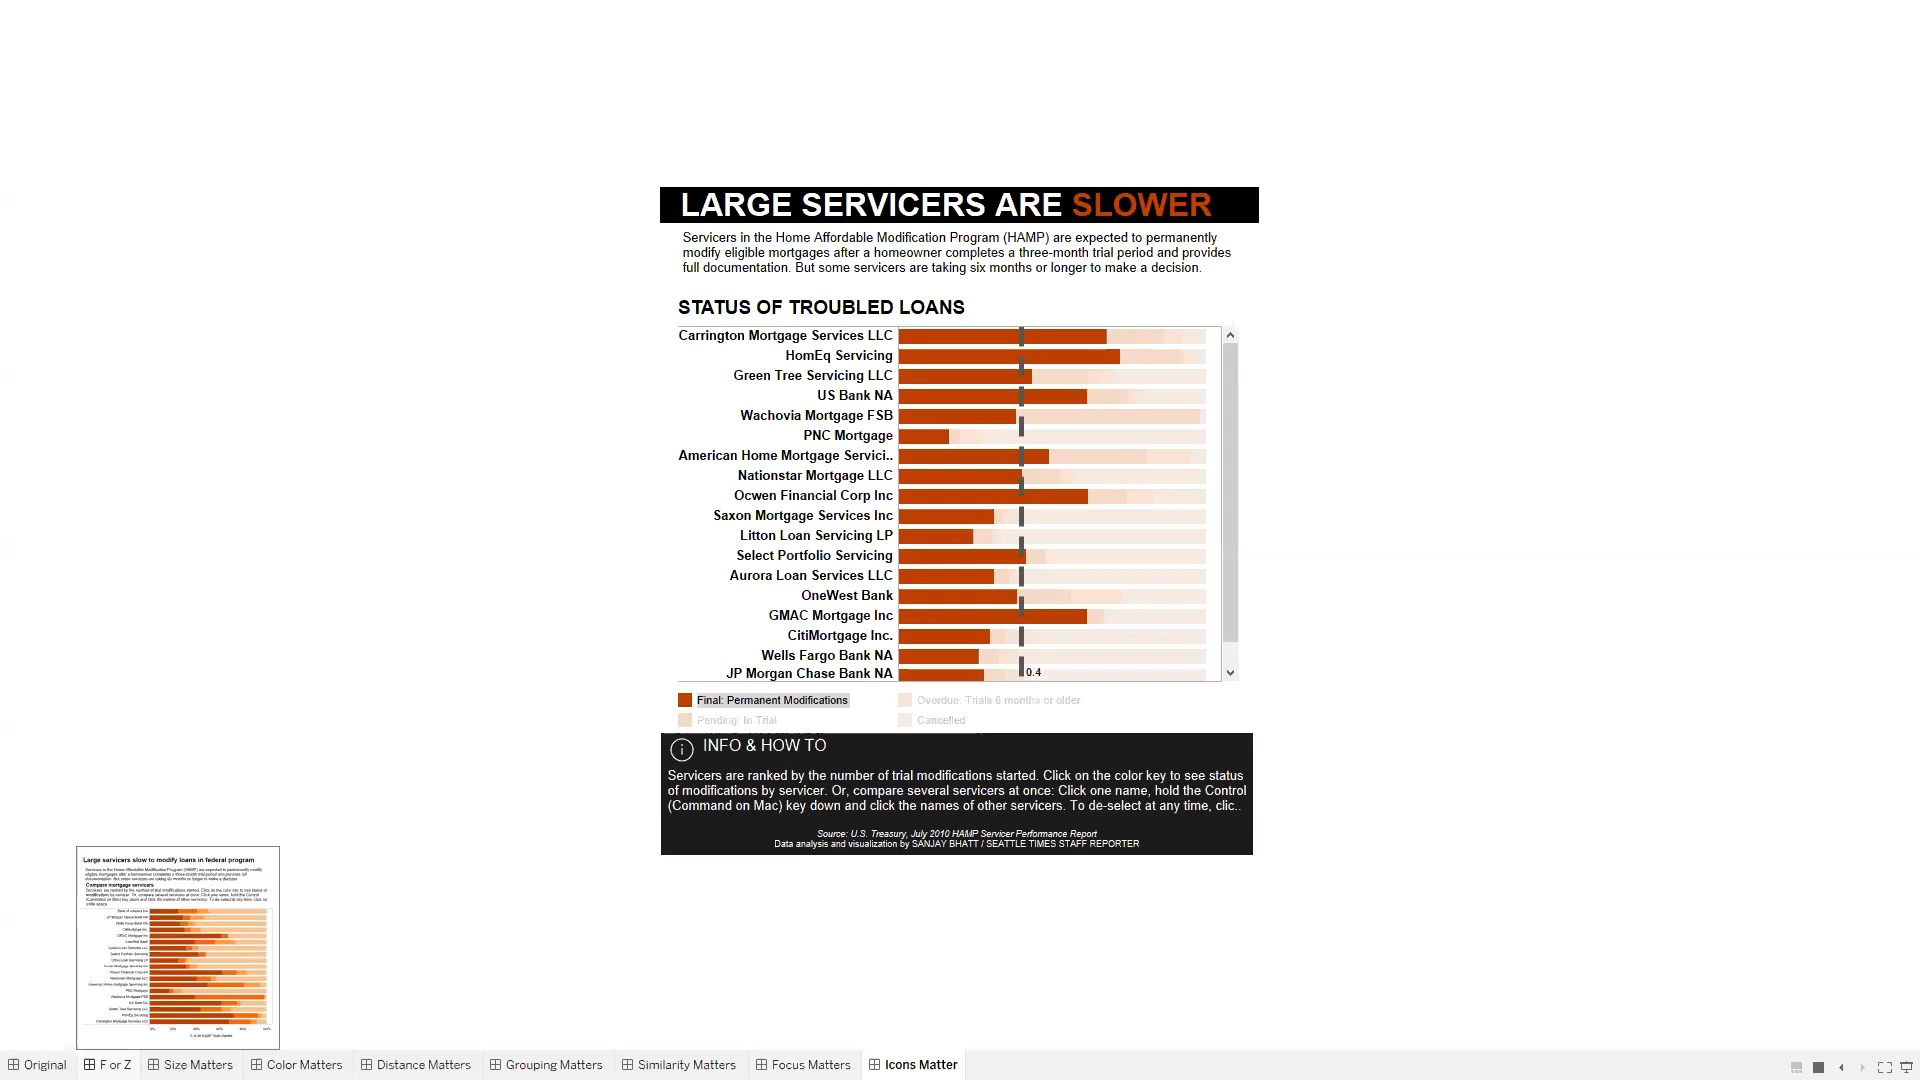 LARGE SERVICERS ARE SLOWER
Servicers in the Home Affordable Modification Program (HAMP) are expected to permanently
modify eligible mortgages after a homeowner completes a three-month trial period and provides
full documentation. But some servicers are taking six months or longer to make a decision.
STATUS OF TROUBLED LOANS
Carrington Mortgage Services LLC
HomEq Servicing
Green Tree Servicing LLC
US Bank NA
Wachovia Mortgage FSB
PNC Mortgage
American Home Mortgage Servici..
Nationstar Mortgage LLC
Ocwen Financial Corp Inc
Saxon Mortgage Services Inc
Litton Loan Servicing LP
Select Portfolio Servicing
Aurora Loan Services LLC
OneWest Bank
GMAC Mortgage Inc
CitiMortgage Inc.
Wells Fargo Bank NA
JP Morgan Chase Bank NA
0.4
Final: Permanent Modifications
Overdue: Trials 6 months or older
Pending: In Trial
Cancelled
INFO & HOW TO
Servicers are ranked by the number of trial modifications started. Click on the color key to see status
of modifications by servicer. Or, compare several servicers at once: Click one name, hold the Control
(Command on Mac) key down and click the names of other servicers. To de-select at any time, clic..
Source: U.S. Treasury, July 2010 HAMP Servicer Performance Report
Data analysis and visualization by SANJAY BHATT / SEATTLE TIMES STAFF REPORTER
Large servicers slow to modify loans in federal program
Compare mortgage servicers
Original
F or Z
Size Matters
Color Matters
Distance Matters
Grouping Matters
Similarity Matters
Focus Matters
Icons Matter